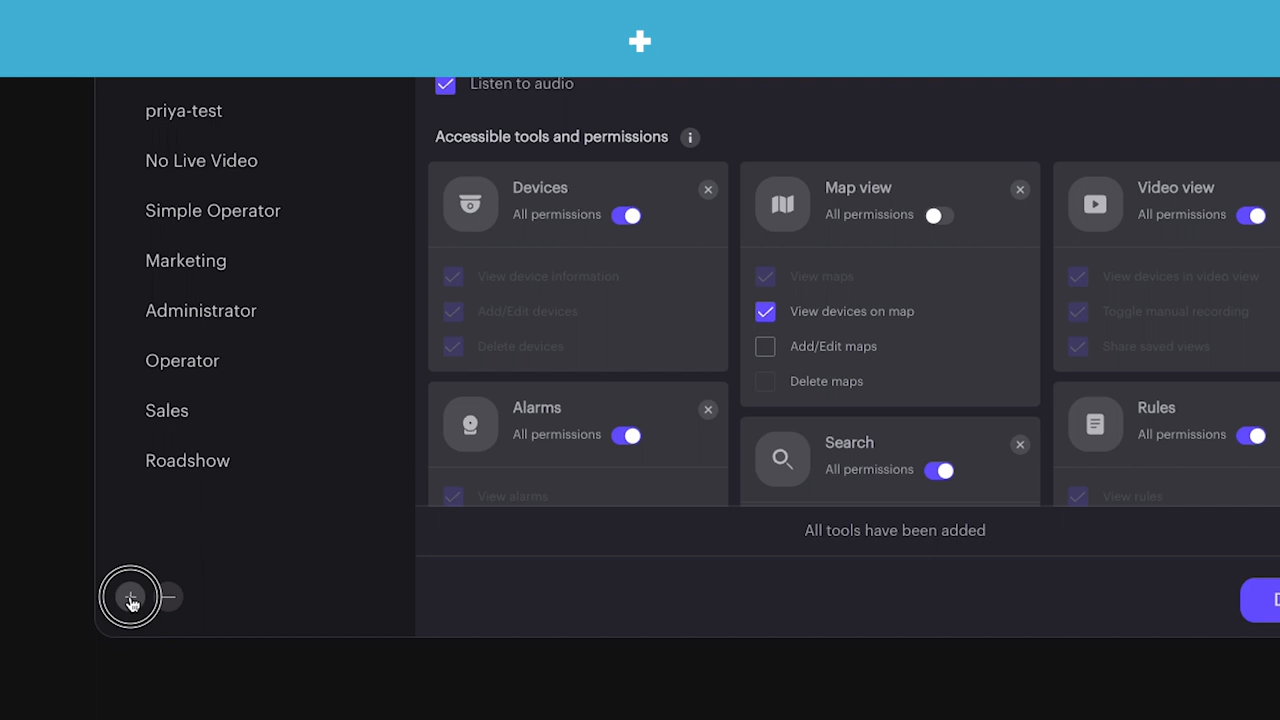 Listen to audio
priya-test
No Live Video
Simple Operator
Marketing
Administrator
Operator
Sales
Roadshow
Accessible tools and permissions
Devices
All permissions
View device information
Add/Edit devices
Delete devices
Map view
All permissions
View maps
View devices on map
Add/Edit maps
Delete maps
Video view
All permissions
View devices in video view
Toggle manual recording
Share saved views
Alarms
All permissions
View alarms
Search
All permissions
Rules
All permissions
View rules
All tools have been added